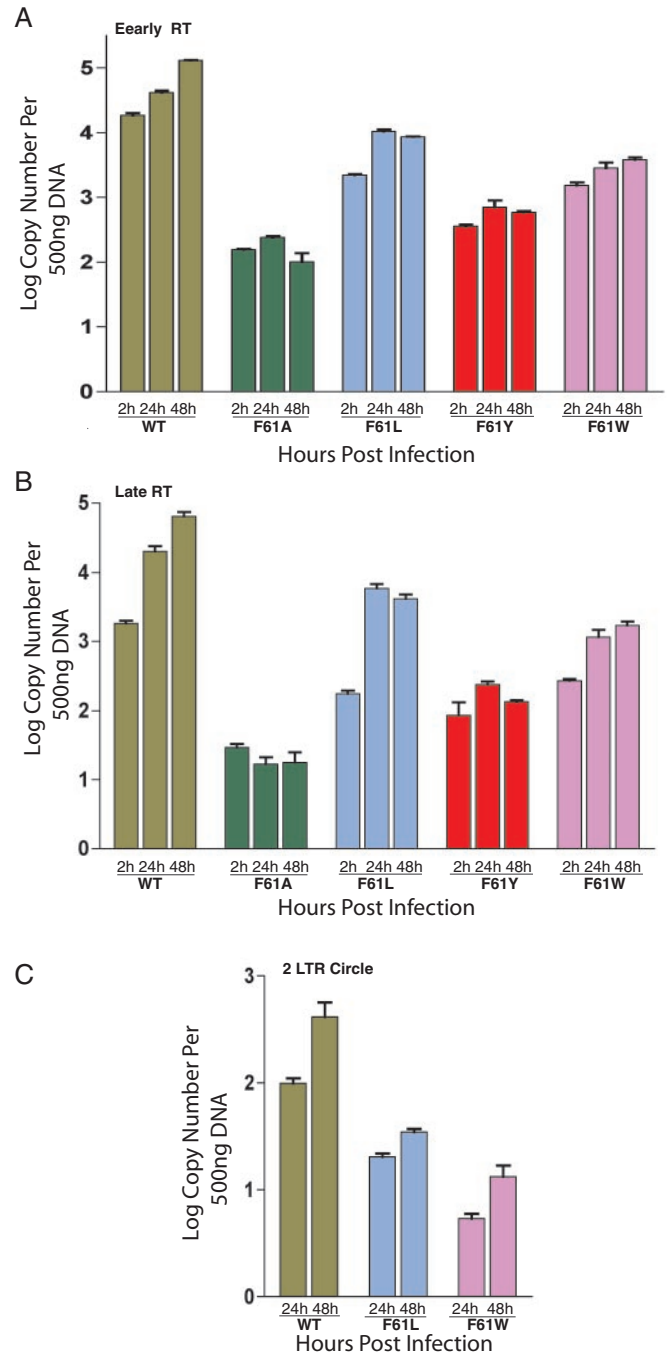 A
Eearly RT
Log Copy Number Per
500ng DNA
5
4
3
2
1
0
2h 24h 48h 2h 24h 48h 2h 24h 48h 2h 24h 48h 2h 24h 48h
WT F61A F61L F61Y F61W
Hours Post Infection
B
Late RT
Log Copy Number Per
500ng DNA
5
4
3
2
1
0
2h 24h 48h 2h 24h 48h 2h 24h 48h 2h 24h 48h 2h 24h 48h
WT F61A F61L F61Y F61W
Hours Post Infection
C
2 LTR Circle
Log Copy Number Per
500ng DNA
3
2
1
0
24h 48h 24h 48h 24h 48h
WT F61L F61W
Hours Post Infection